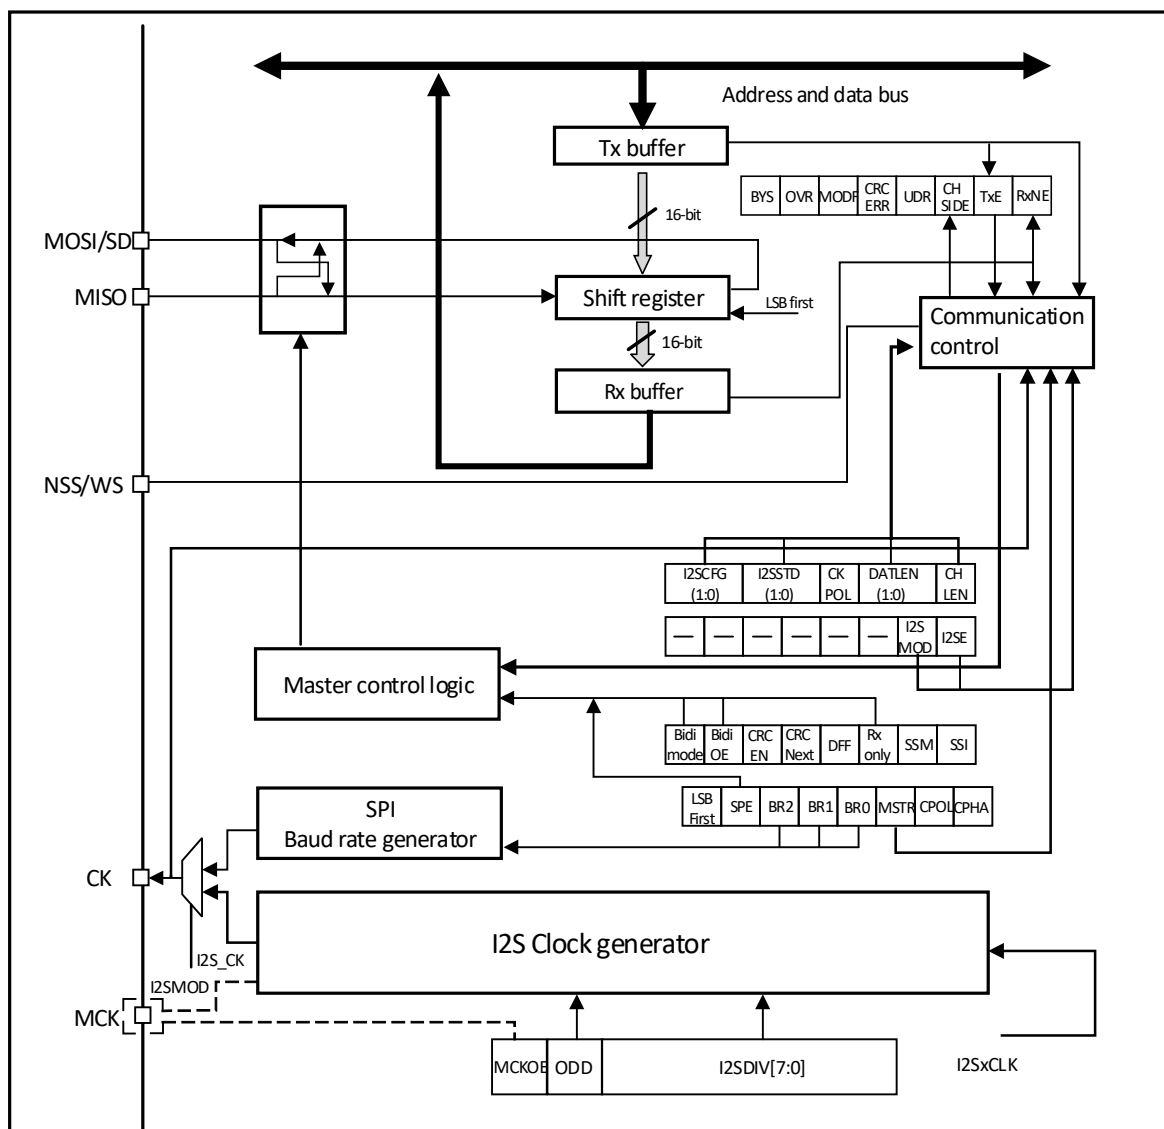 Address and data bus
Tx buffer
BYS
OVR
MODF
CRC
ERR
UDR
CH
SIDE
TxE
RxNE
16-bit
MOSI/SD
MISO
Shift register
LSB first
Communication
control
16-bit
Rx buffer
NSS/WS
I2SCFG
(1:0)
I2SSTD
(1:0)
CK
POL
DATLEN
(1:0)
CH
LEN
I2S
MOD
I2SE
Master control logic
Bidi
mode
Bidi
OE
CRC
EN
CRC
Next
DFF
Rx
only
SSM
SSI
LSB
First
SPE
BR2
BR1
BR0
MSTR
CPOL
CPHA
SPI
Baud rate generator
CK
I2S Clock generator
I2S_CK
I2SMOD
MCK
MCKOE
ODD
I2SDIV[7:0]
I2SxCLK